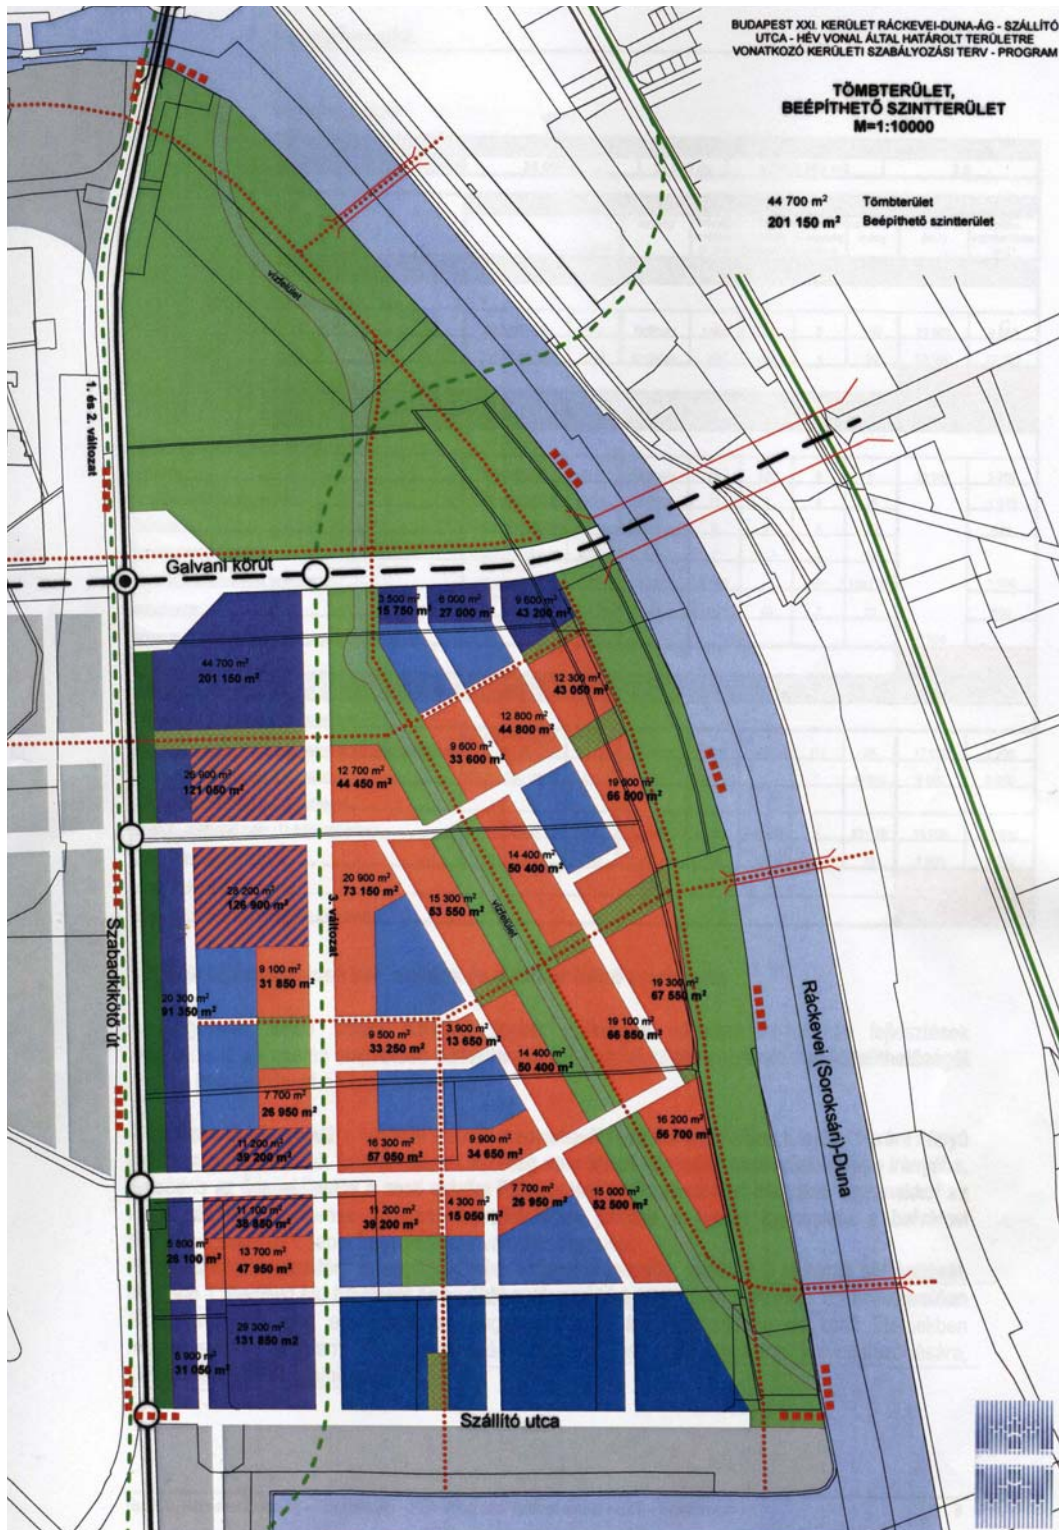 BUDAPEST XXI. KERÜLET RÁCKEVEI-DUNA-ÁG - SZÁLLÍTÓ
UTCA - HÉV VONAL ÁLTAL HATÁROLT TERÜLETRE
VONATKOZÓ KERÜLETI SZABÁLYOZÁSI TERV - PROGRAM
TÖMBTERÜLET,
BEÉPÍTHETŐ SZINTTERÜLET
M=1:10000
44 700 m² Tömbterület
201 150 m² Beépíthető szintterület
vízfelület
1. és 2. változat
Galvani körút
3 500 m²
15 750 m²
6 000 m²
27 000 m²
9 600 m²
43 200 m²
44 700 m²
201 150 m²
12 300 m²
43 050 m²
12 800 m²
44 800 m²
9 600 m²
33 600 m²
26 900 m²
121 050 m²
12 700 m²
44 450 m²
19 000 m²
66 500 m²
14 400 m²
50 400 m²
28 200 m²
126 900 m²
20 900 m²
73 150 m²
15 300 m²
53 550 m²
vízfelület
3. változat
Szabadkikötő út
9 100 m²
31 850 m²
20 300 m²
91 350 m²
19 300 m²
67 550 m²
19 100 m²
66 850 m²
Ráckevei (Soroksári)-Duna
9 500 m²
33 250 m²
3 900 m²
13 650 m²
14 400 m²
50 400 m²
7 700 m²
26 950 m²
16 200 m²
56 700 m²
11 200 m²
39 200 m²
16 300 m²
57 050 m²
9 900 m²
34 650 m²
7 700 m²
26 950 m²
15 000 m²
52 500 m²
11 100 m²
38 850 m²
11 200 m²
39 200 m²
4 300 m²
15 050 m²
5 800 m²
26 100 m²
13 700 m²
47 950 m²
29 300 m²
131 850 m2
5 900 m²
31 050 m²
Szállító utca